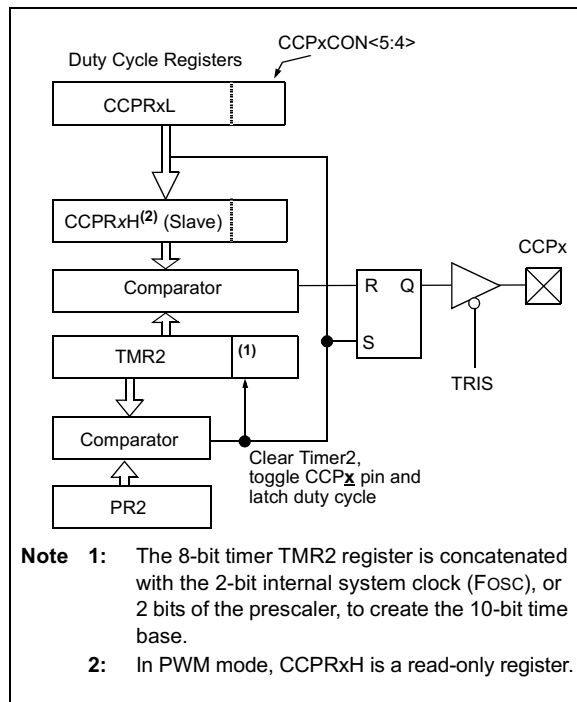 CCPxCON<5:4>
Duty Cycle Registers
CCPRxL
CCPRxH(2) (Slave)
CCPx
Comparator
R Q
TMR2
(1)
S
TRIS
Comparator
Clear Timer2,
toggle CCPx pin and
latch duty cycle
PR2
Note 1: The 8-bit timer TMR2 register is concatenated
with the 2-bit internal system clock (FOSC), or
2 bits of the prescaler, to create the 10-bit time
base.
2: In PWM mode, CCPRxH is a read-only register.